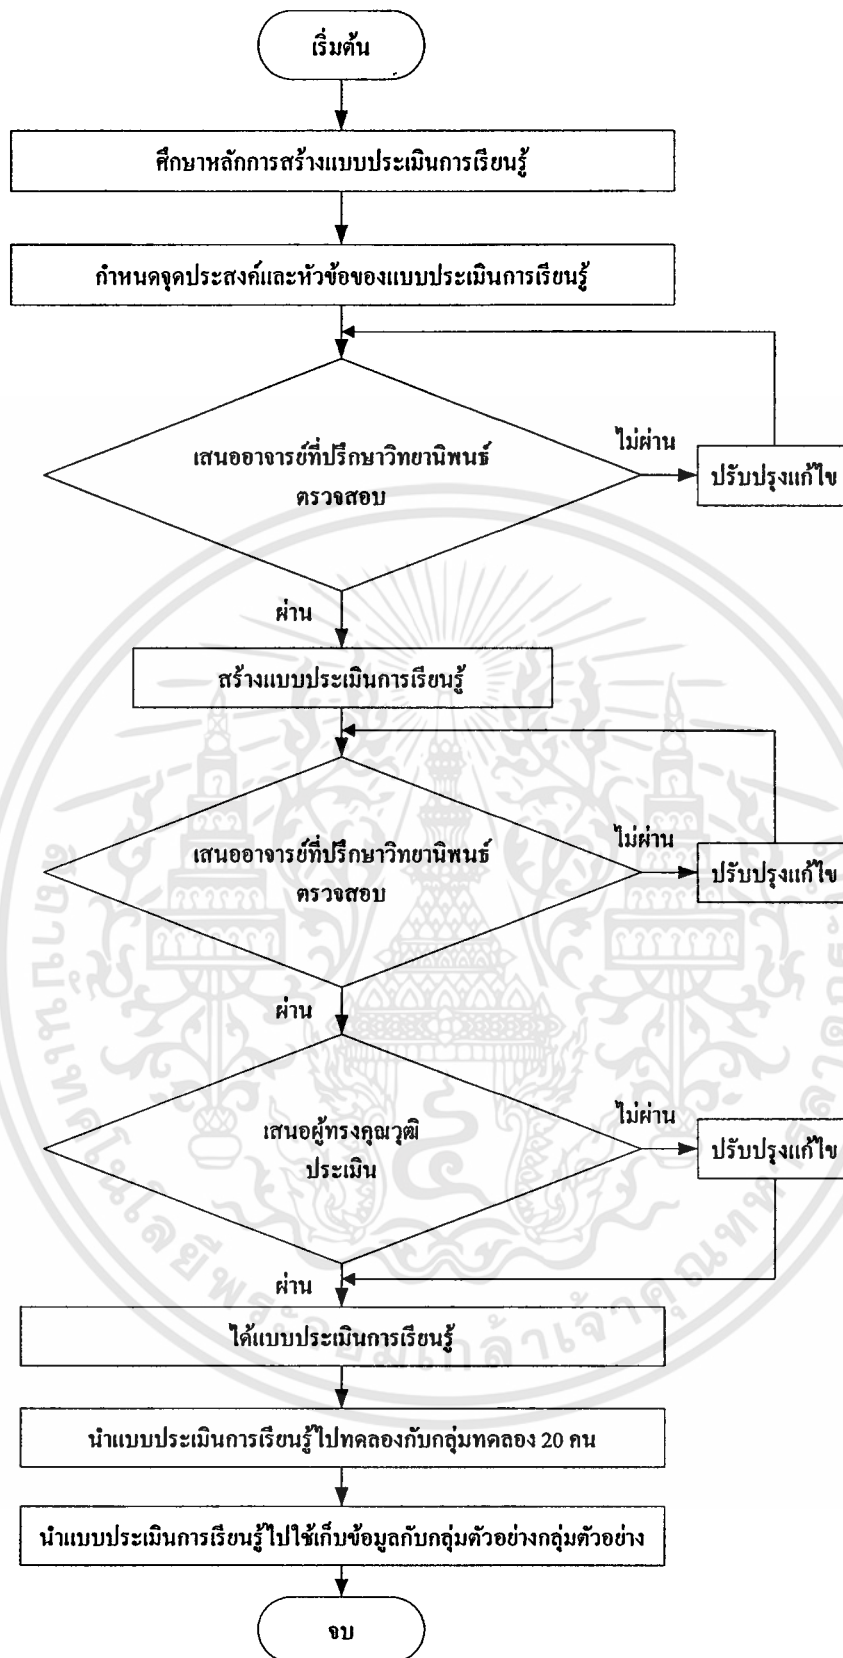 เริ่มต้น
ศึกษาหลักการสร้างแบบประเมินการเรียนรู้
กำหนดจุดประสงค์และหัวข้อของแบบประเมินการเรียนรู้
เสนออาจารย์ที่ปรึกษาวิทยานิพนธ์
ตรวจสอบ
ไม่ผ่าน
ปรับปรุงแก้ไข
ผ่าน
สร้างแบบประเมินการเรียนรู้
เสนออาจารย์ที่ปรึกษาวิทยานิพนธ์
ตรวจสอบ
ไม่ผ่าน
ปรับปรุงแก้ไข
ผ่าน
เสนอผู้ทรงคุณวุฒิ
ประเมิน
ไม่ผ่าน
ปรับปรุงแก้ไข
ผ่าน
ได้แบบประเมินการเรียนรู้
นำแบบประเมินการเรียนรู้ไปทดลองกับกลุ่มทดลอง 20 คน
นำแบบประเมินการเรียนรู้ไปใช้เก็บข้อมูลกับกลุ่มตัวอย่างกลุ่มตัวอย่าง
จบ